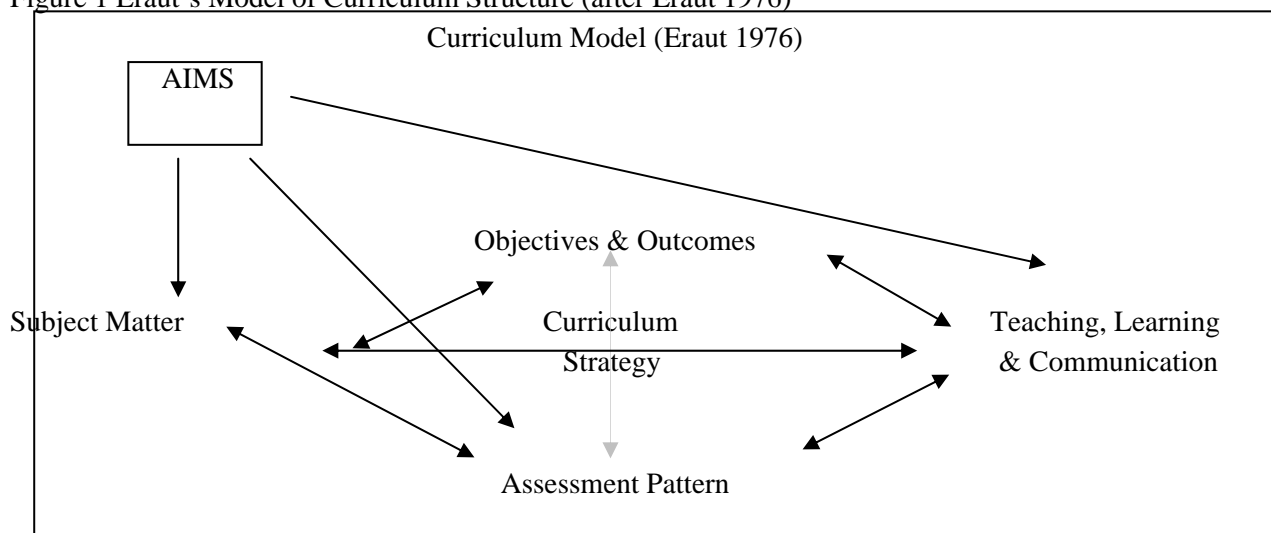 Figure 1 Eraut's Model of Curriculum Structure (after Eraut 1976)
Curriculum Model (Eraut 1976)
AIMS
Objectives & Outcomes
Subject Matter
Curriculum
Strategy
Teaching, Learning
& Communication
Assessment Pattern